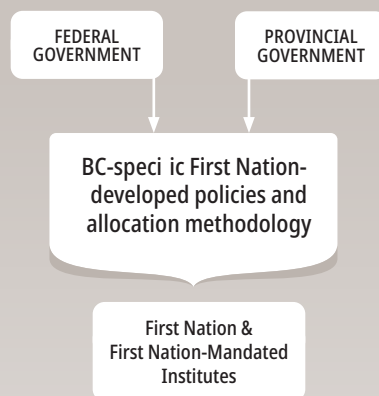 FEDERAL
GOVERNMENT
PROVINCIAL
GOVERNMENT
BC-speci ic First Nation-
developed policies and
allocation methodology
First Nation &
First Nation-Mandated
Institutes